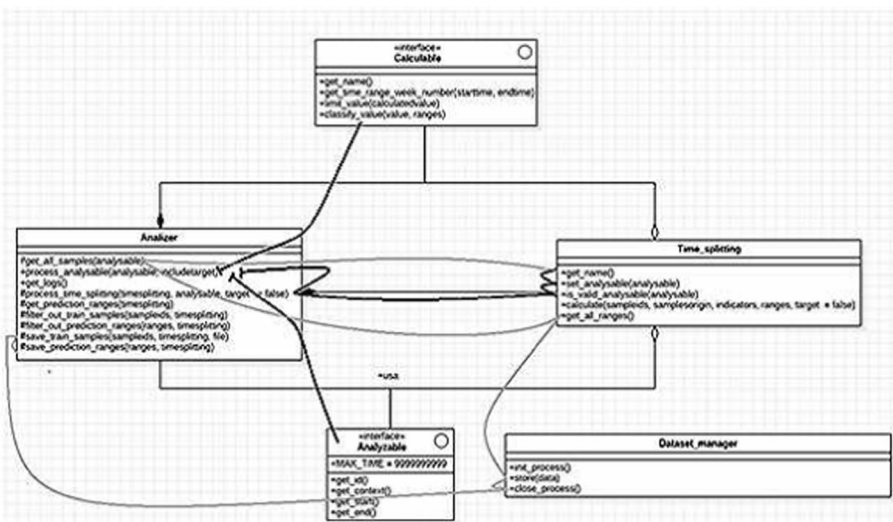 «interface»
Calculable
+get_name()
+get_time_range_week_number(starttime, endtime)
+limit_value(calculatedvalue)
+classify_value(value, ranges)
Analizer
#get_all_samples(analysable)
+process_analysable(analysable, includetarget)
+get_logs()
#process_time_splitting(timesplitting, analysable, target = false)
#get_prediction_ranges(timesplitting)
#filter_out_train_samples(sampleids, timesplitting)
#filter_out_prediction_ranges(ranges, timesplitting)
#save_train_samples(sampleids, timesplitting, file)
#save_prediction_ranges(ranges, timesplitting)
Time_splitting
+get_name()
+set_analysable(analysable)
+is_valid_analysable(analysable)
+calculate(sampleids, samplesorigin, indicators, ranges, target = false)
+get_all_ranges()
+usa
«interface»
Analyzable
+MAX_TIME = 9999999999
+get_id()
+get_context()
+get_start()
+get_end()
Dataset_manager
+init_process()
+store(data)
+close_process()